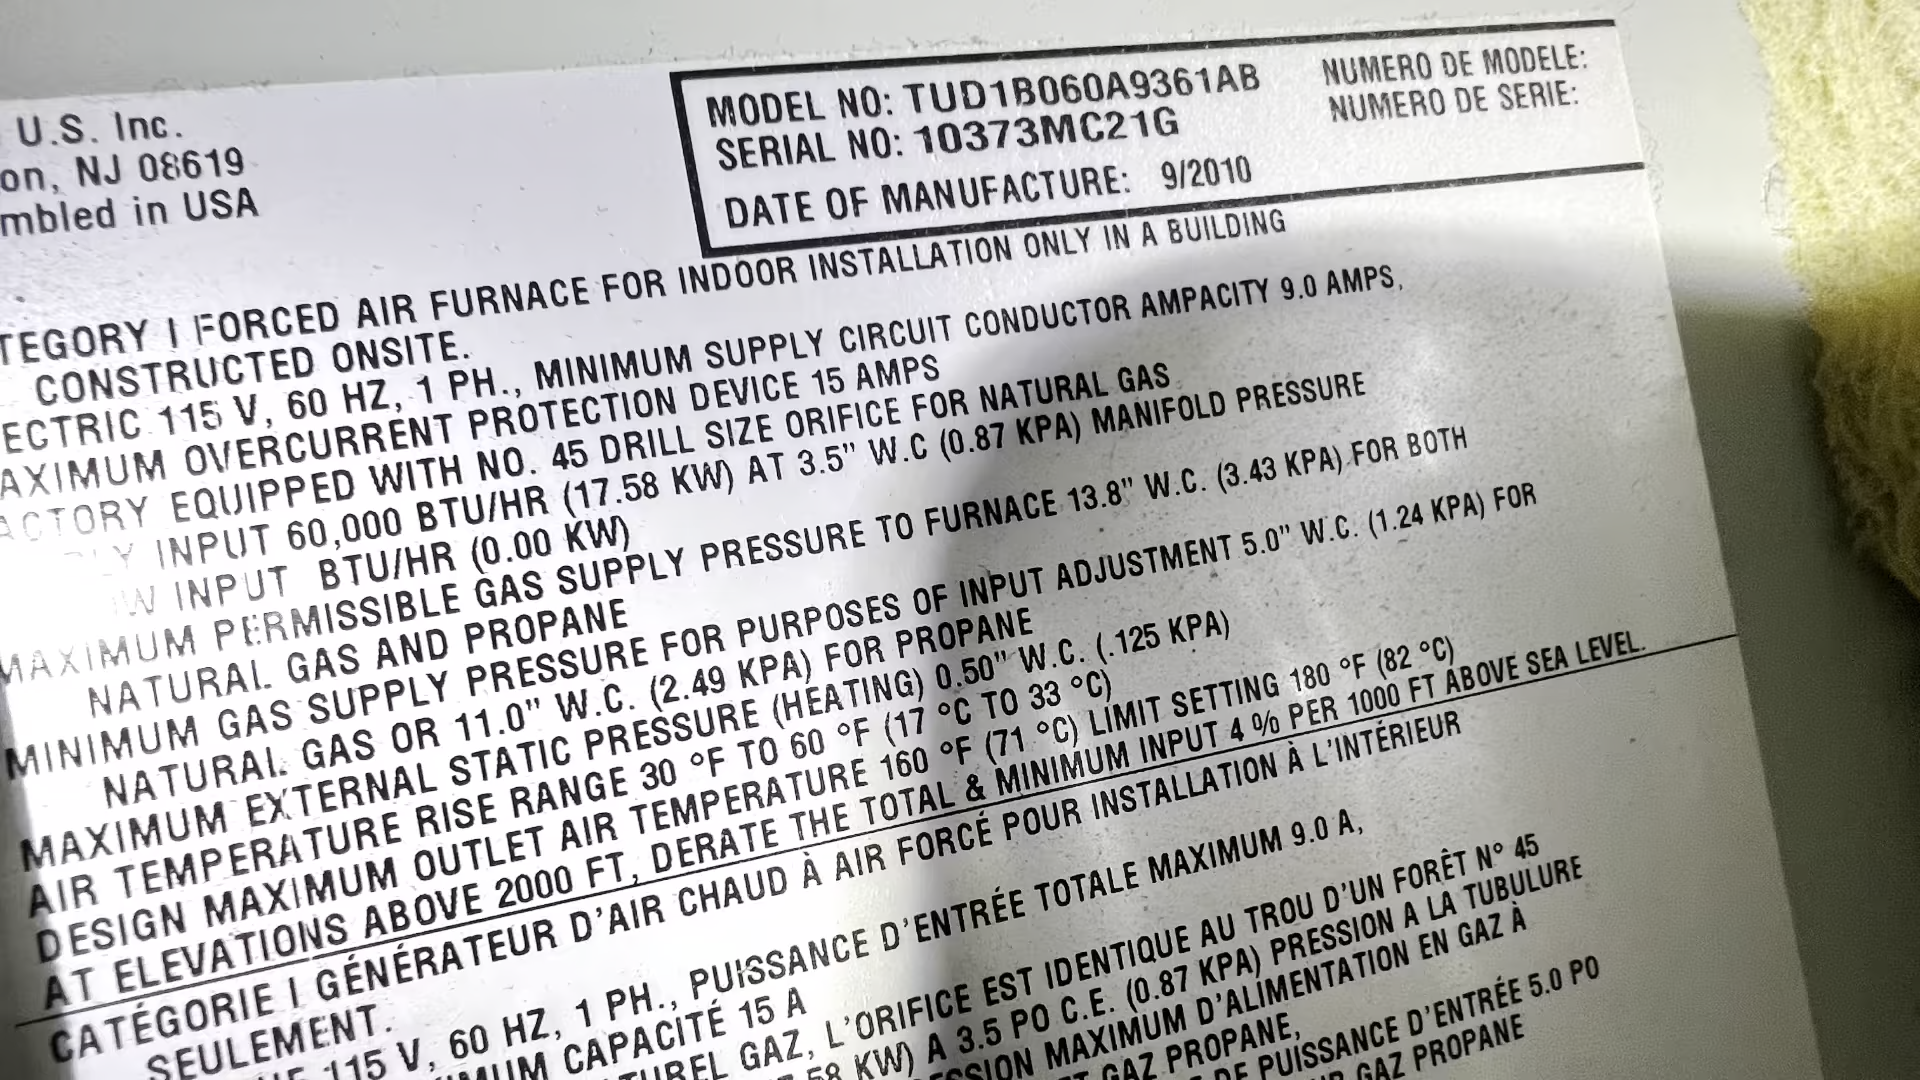 U.S. Inc.
on, NJ 08619
mbled in USA
MODEL NO: TUD1B060A9361AB
SERIAL NO: 10373MC21G
DATE OF MANUFACTURE: 9/2010
NUMERO DE MODELE:
NUMERO DE SERIE:
TEGORY I FORCED AIR FURNACE FOR INDOOR INSTALLATION ONLY IN A BUILDING
CONSTRUCTED ONSITE.
ECTRIC 115 V, 60 HZ, 1 PH., MINIMUM SUPPLY CIRCUIT CONDUCTOR AMPACITY 9.0 AMPS,
AXIMUM OVERCURRENT PROTECTION DEVICE 15 AMPS
ACTORY EQUIPPED WITH NO. 45 DRILL SIZE ORIFICE FOR NATURAL GAS
LY INPUT 60,000 BTU/HR (17.58 KW) AT 3.5" W.C (0.87 KPA) MANIFOLD PRESSURE
W INPUT BTU/HR (0.00 KW)
MAXIMUM PERMISSIBLE GAS SUPPLY PRESSURE TO FURNACE 13.8" W.C. (3.43 KPA) FOR BOTH
NATURAL GAS AND PROPANE
MINIMUM GAS SUPPLY PRESSURE FOR PURPOSES OF INPUT ADJUSTMENT 5.0" W.C. (1.24 KPA) FOR
NATURAL GAS OR 11.0" W.C. (2.49 KPA) FOR PROPANE
MAXIMUM EXTERNAL STATIC PRESSURE (HEATING) 0.50" W.C. (.125 KPA)
AIR TEMPERATURE RISE RANGE 30 °F TO 60 °F (17 °C TO 33 °C)
DESIGN MAXIMUM OUTLET AIR TEMPERATURE 160 °F (71 °C) LIMIT SETTING 180 °F (82 °C)
AT ELEVATIONS ABOVE 2000 FT, DERATE THE TOTAL & MINIMUM INPUT 4 % PER 1000 FT ABOVE SEA LEVEL.
CATÉGORIE I GÉNÉRATEUR D'AIR CHAUD À AIR FORCÉ POUR INSTALLATION À L'INTÉRIEUR
SEULEMENT.
115 V, 60 HZ, 1 PH., PUISSANCE D'ENTRÉE TOTALE MAXIMUM 9.0 A,
MUM CAPACITÉ 15 A
TUREL GAZ, L'ORIFICE EST IDENTIQUE AU TROU D'UN FORÊT N° 45
58 KW) A 3.5 PO C.E. (0.87 KPA) PRESSION A LA TUBULURE
SSION MAXIMUM D'ALIMENTATION EN GAZ À
GAZ PROPANE,
DE PUISSANCE D'ENTRÉE 5.0 PO
GAZ PROPANE